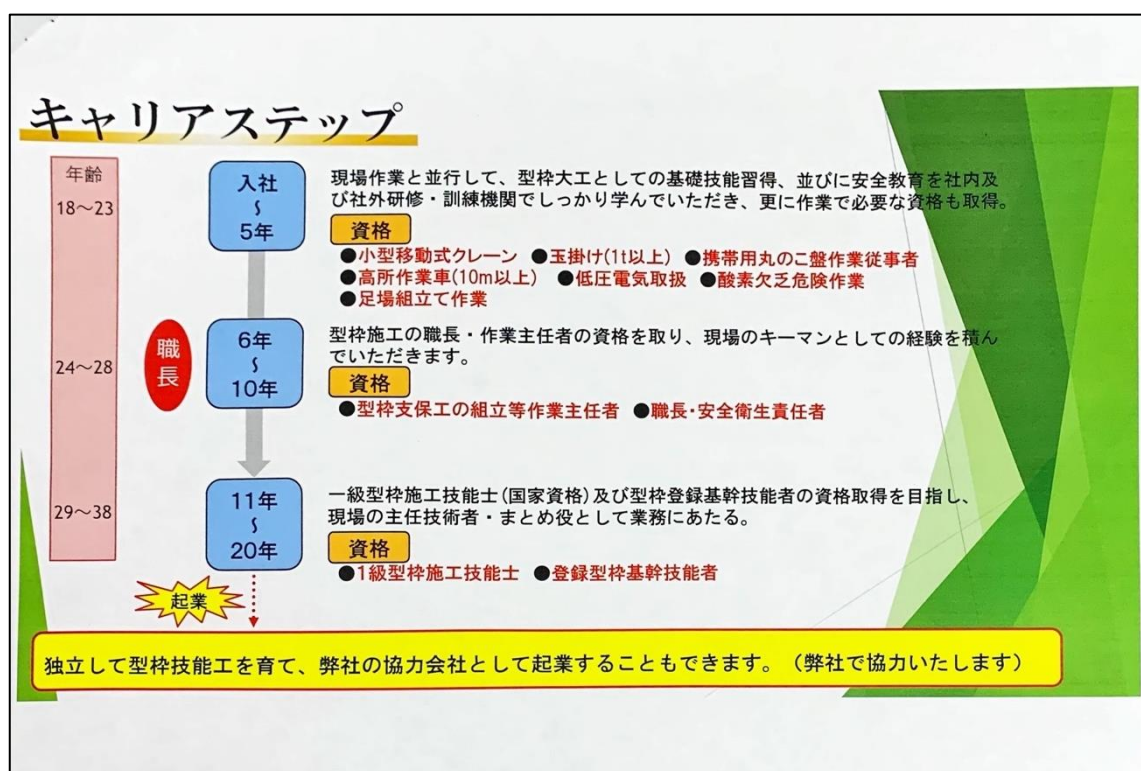 キャリアステップ
年齢
18〜23
入社
〜
5年
現場作業と並行して、型枠大工としての基礎技能習得、並びに安全教育を社内及
び社外研修・訓練機関でしっかり学んでいただき、更に作業で必要な資格も取得。
資格
●小型移動式クレーン ●玉掛け(1t以上) ●携帯用丸のこ盤作業従事者
●高所作業車(10m以上) ●低圧電気取扱 ●酸素欠乏危険作業
●足場組立て作業
24〜28
職長
6年
〜
10年
型枠施工の職長・作業主任者の資格を取り、現場のキーマンとしての経験を積ん
でいただきます。
資格
●型枠支保工の組立等作業主任者 ●職長・安全衛生責任者
29〜38
11年
〜
20年
一級型枠施工技能士(国家資格)及び型枠登録基幹技能者の資格取得を目指し、
現場の主任技術者・まとめ役として業務にあたる。
資格
●1級型枠施工技能士 ●登録型枠基幹技能者
起業
独立して型枠技能工を育て、弊社の協力会社として起業することもできます。（弊社で協力いたします）